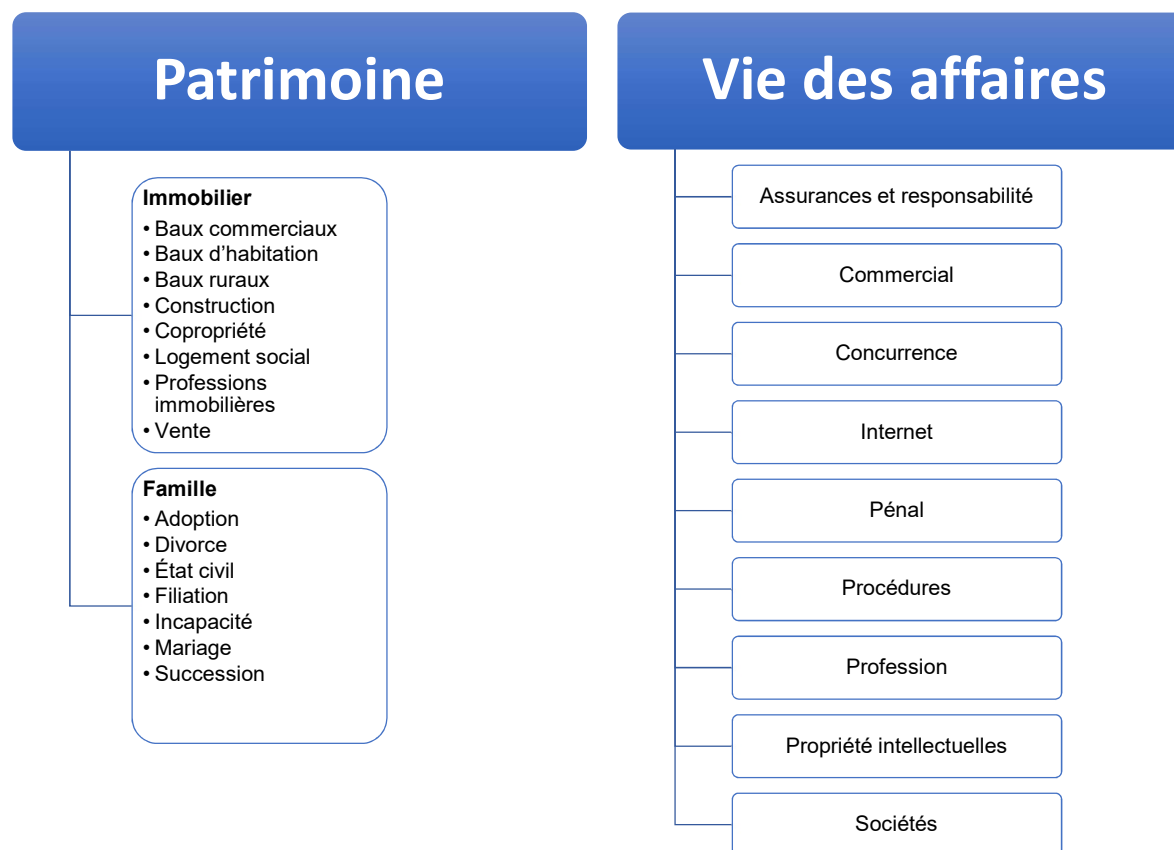 Patrimoine
Immobilier
• Baux commerciaux
• Baux d’habitation
• Baux ruraux
• Construction
• Copropriété
• Logement social
• Professions
immobilières
• Vente
Famille
• Adoption
• Divorce
• État civil
• Filiation
• Incapacité
• Mariage
• Succession
Vie des affaires
Assurances et responsabilité
Commercial
Concurrence
Internet
Pénal
Procédures
Profession
Propriété intellectuelles
Sociétés